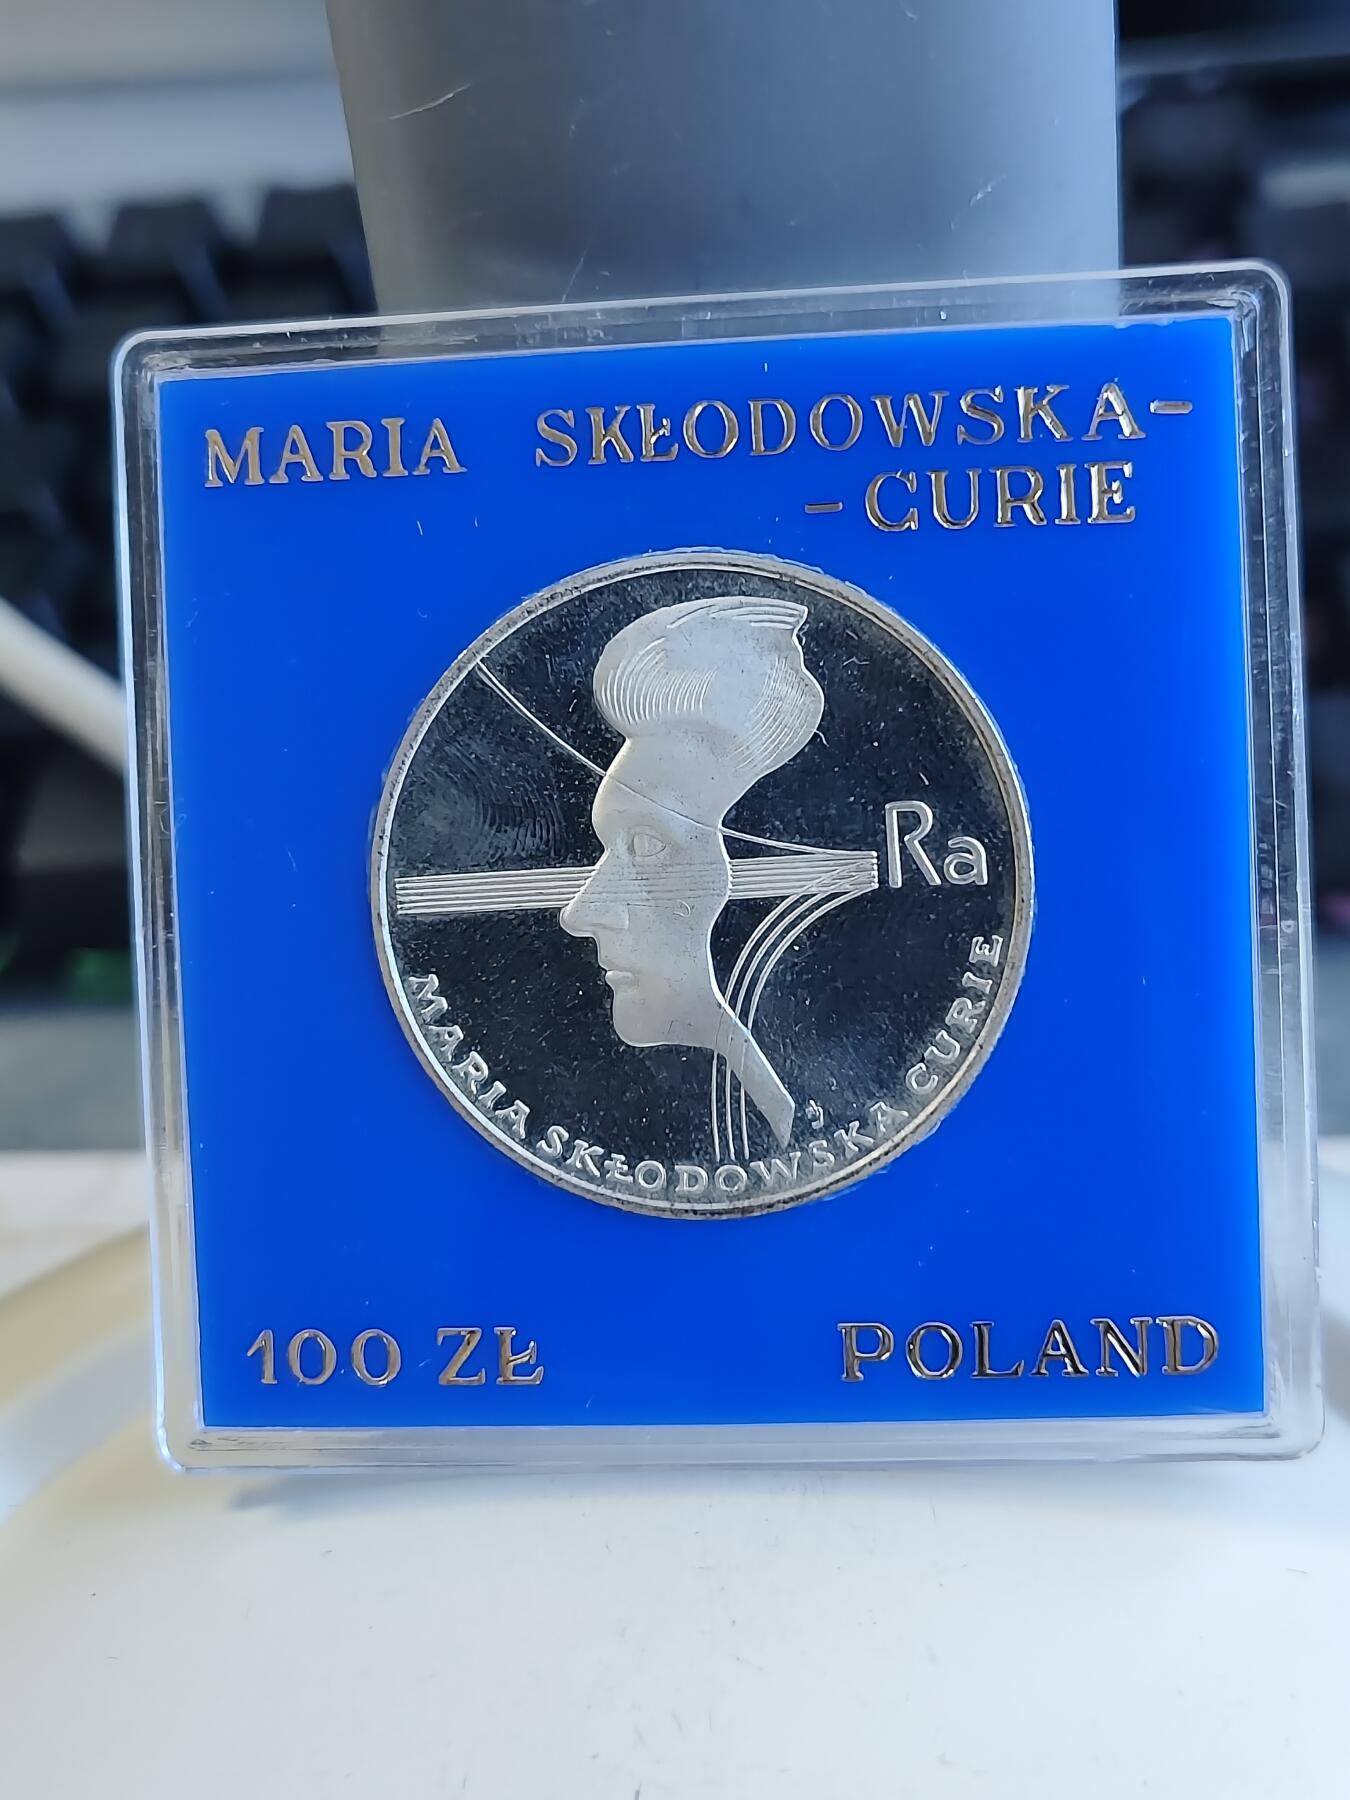 MARIA SKŁODOWSKA-
-CURIE
Ra
MARIA SKŁODOWSKA CURIE
100 ZŁ
POLAND